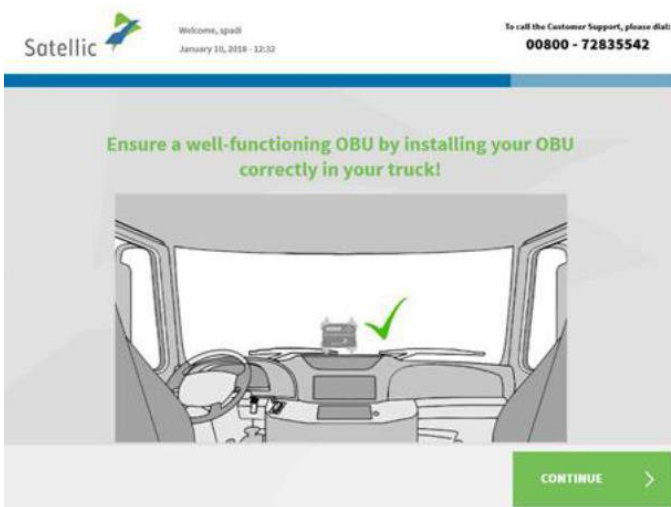 Satellic
Welcome, spadi
January 10, 2018 - 12:32
To call the Customer Support, please dial:
00800 - 72835542
Ensure a well-functioning OBU by installing your OBU
correctly in your truck!
CONTINUE